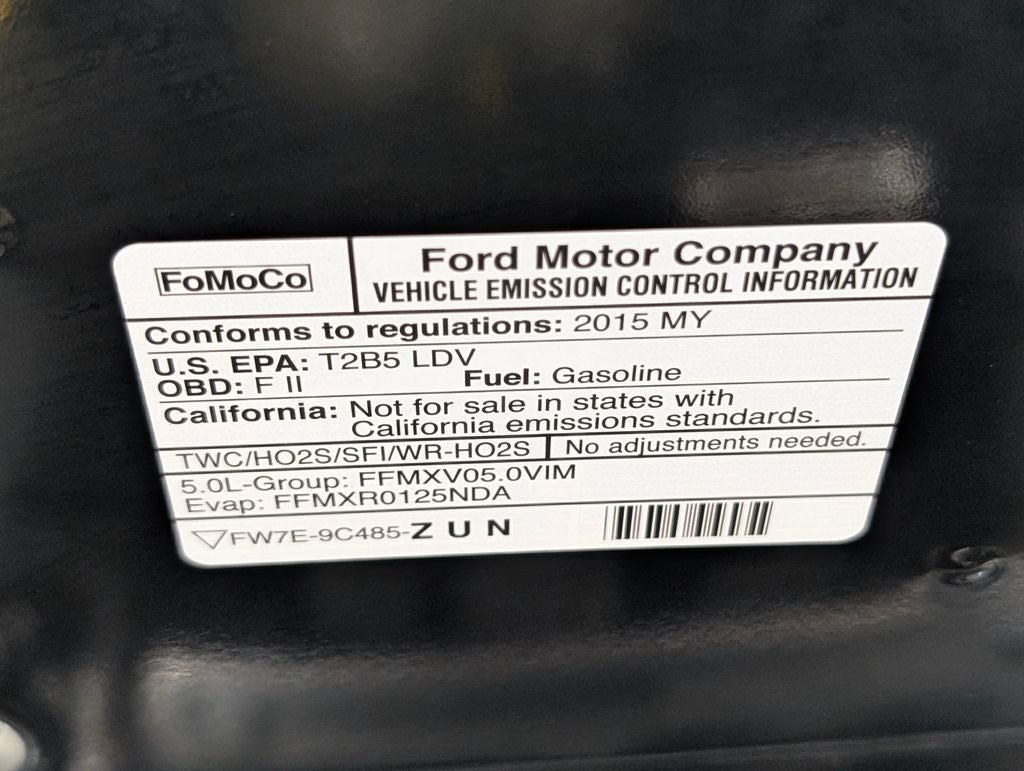 FoMoCo
Ford Motor Company
VEHICLE EMISSION CONTROL INFORMATION
Conforms to regulations: 2015 MY
U.S. EPA: T2B5 LDV
OBD: F II Fuel: Gasoline
California: Not for sale in states with
California emissions standards.
TWC/HO2S/SFI/WR-HO2S No adjustments needed.
5.0L-Group: FFMXV05.0VIM
Evap: FFMXR0125NDA
FW7E-9C485-Z U N